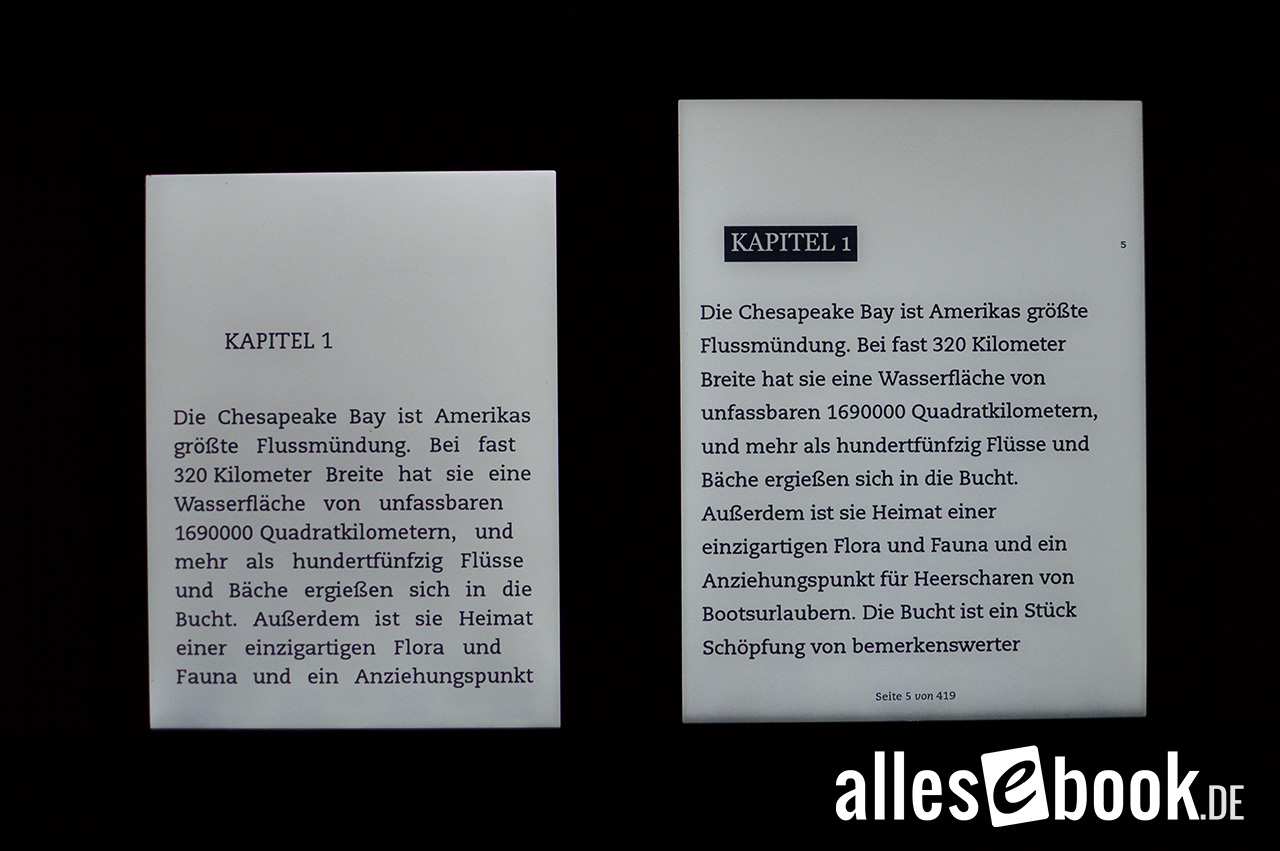 KAPITEL 1
Die Chesapeake Bay ist Amerikas
größte Flussmündung. Bei fast
320 Kilometer Breite hat sie eine
Wasserfläche von unfassbaren
1690000 Quadratkilometern, und
mehr als hundertfünfzig Flüsse
und Bäche ergießen sich in die
Bucht. Außerdem ist sie Heimat
einer einzigartigen Flora und
Fauna und ein Anziehungspunkt
KAPITEL 1
5
Die Chesapeake Bay ist Amerikas größte
Flussmündung. Bei fast 320 Kilometer
Breite hat sie eine Wasserfläche von
unfassbaren 1690000 Quadratkilometern,
und mehr als hundertfünfzig Flüsse und
Bäche ergießen sich in die Bucht.
Außerdem ist sie Heimat einer
einzigartigen Flora und Fauna und ein
Anziehungspunkt für Heerscharen von
Bootsurlaubern. Die Bucht ist ein Stück
Schöpfung von bemerkenswerter
Seite 5 von 419
allesebook.DE